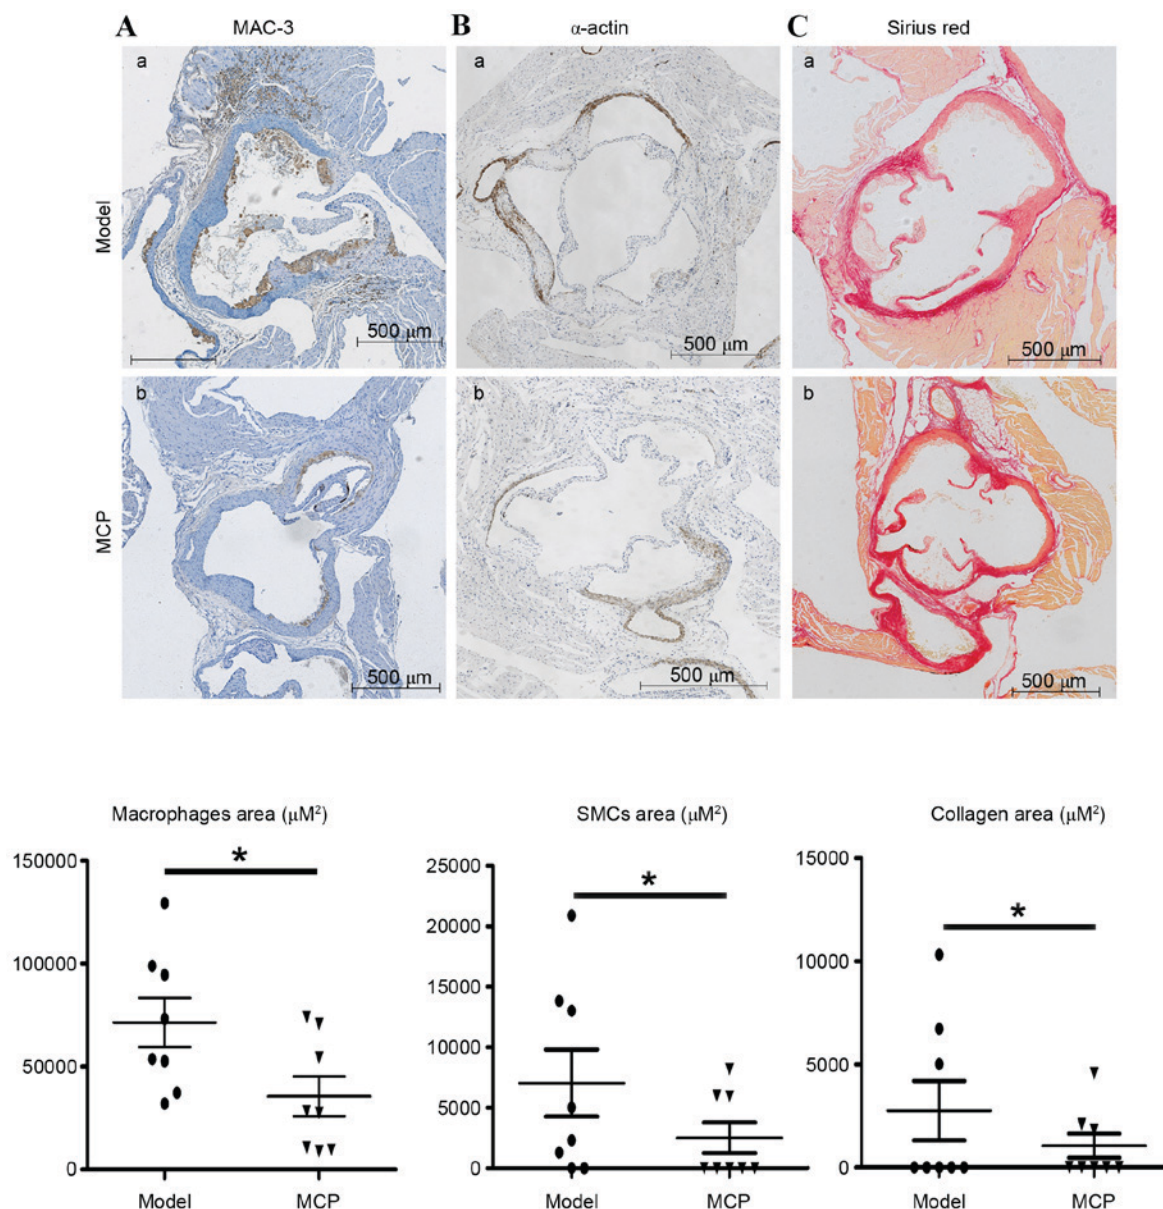 A MAC-3 B α-actin C Sirius red
a a a
Model
500 μm 500 μm 500 μm
b b b
MCP
500 μm 500 μm 500 μm
Macrophages area (μM²) SMCs area (μM²) Collagen area (μM²)
150000
100000
50000
0
*
Model MCP
25000
20000
15000
10000
5000
0
*
Model MCP
15000
10000
5000
0
*
Model MCP